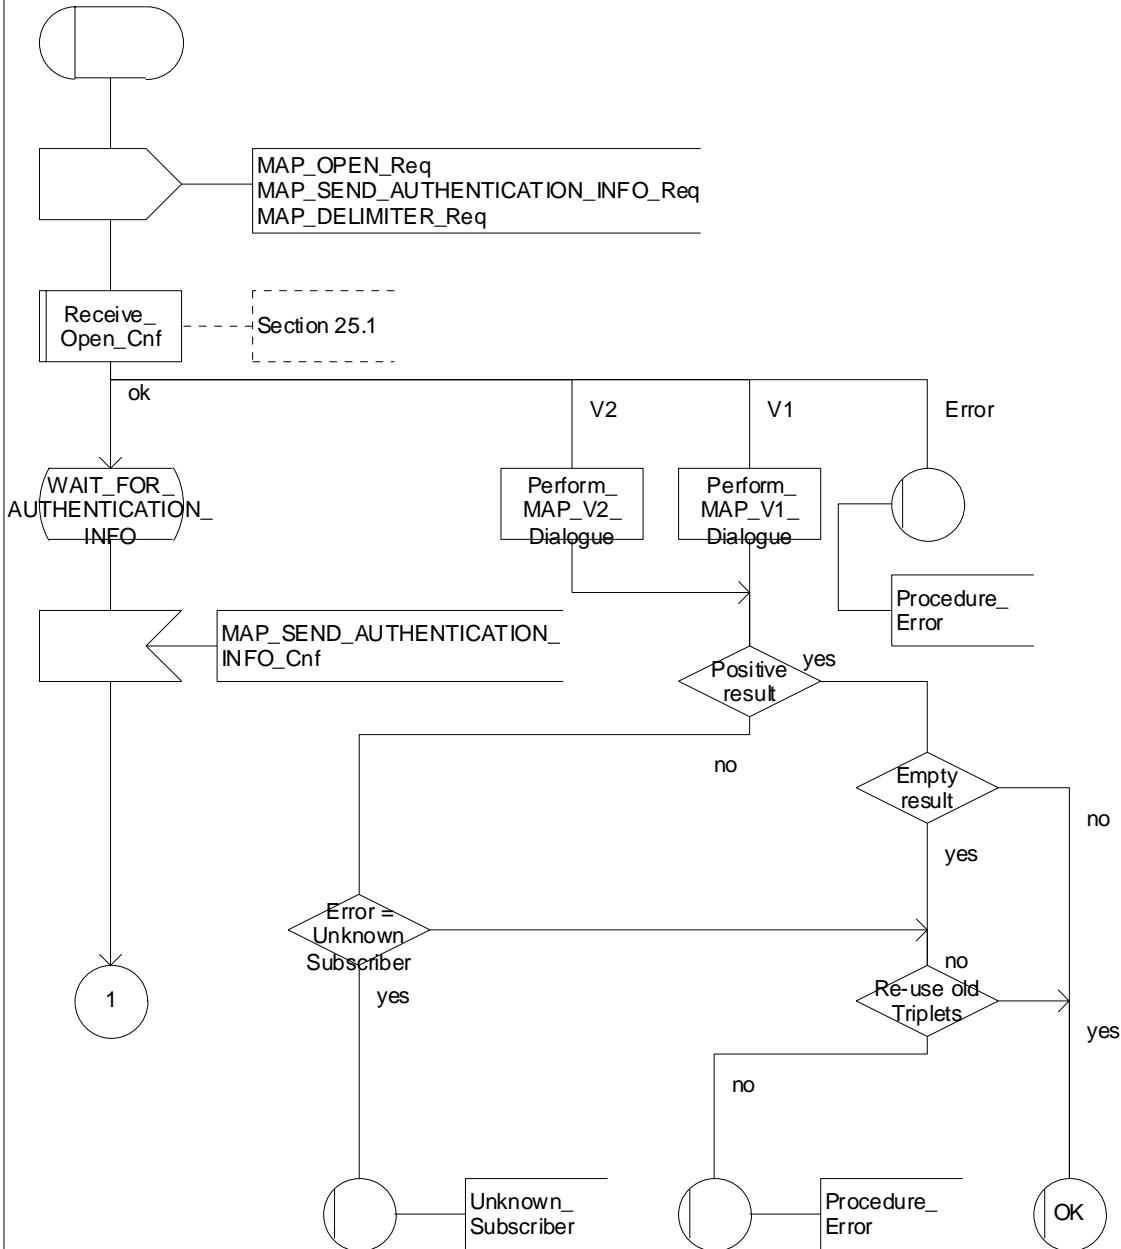 MAP_OPEN_Req
MAP_SEND_AUTHENTICATION_INFO_Req
MAP_DELIMITER_Req
Receive_
Open_Cnf
Section 25.1
ok
V2
V1
Error
WAIT_FOR_
AUTHENTICATION_
INFO
Perform_
MAP_V2_
Dialogue
Perform_
MAP_V1_
Dialogue
Procedure_
Error
MAP_SEND_AUTHENTICATION_
INFO_Cnf
Positive
result
yes
no
Empty
result
no
yes
Error =
Unknown
Subscriber
no
yes
1
Re-use old
Triplets
yes
no
Unknown_
Subscriber
Procedure_
Error
OK